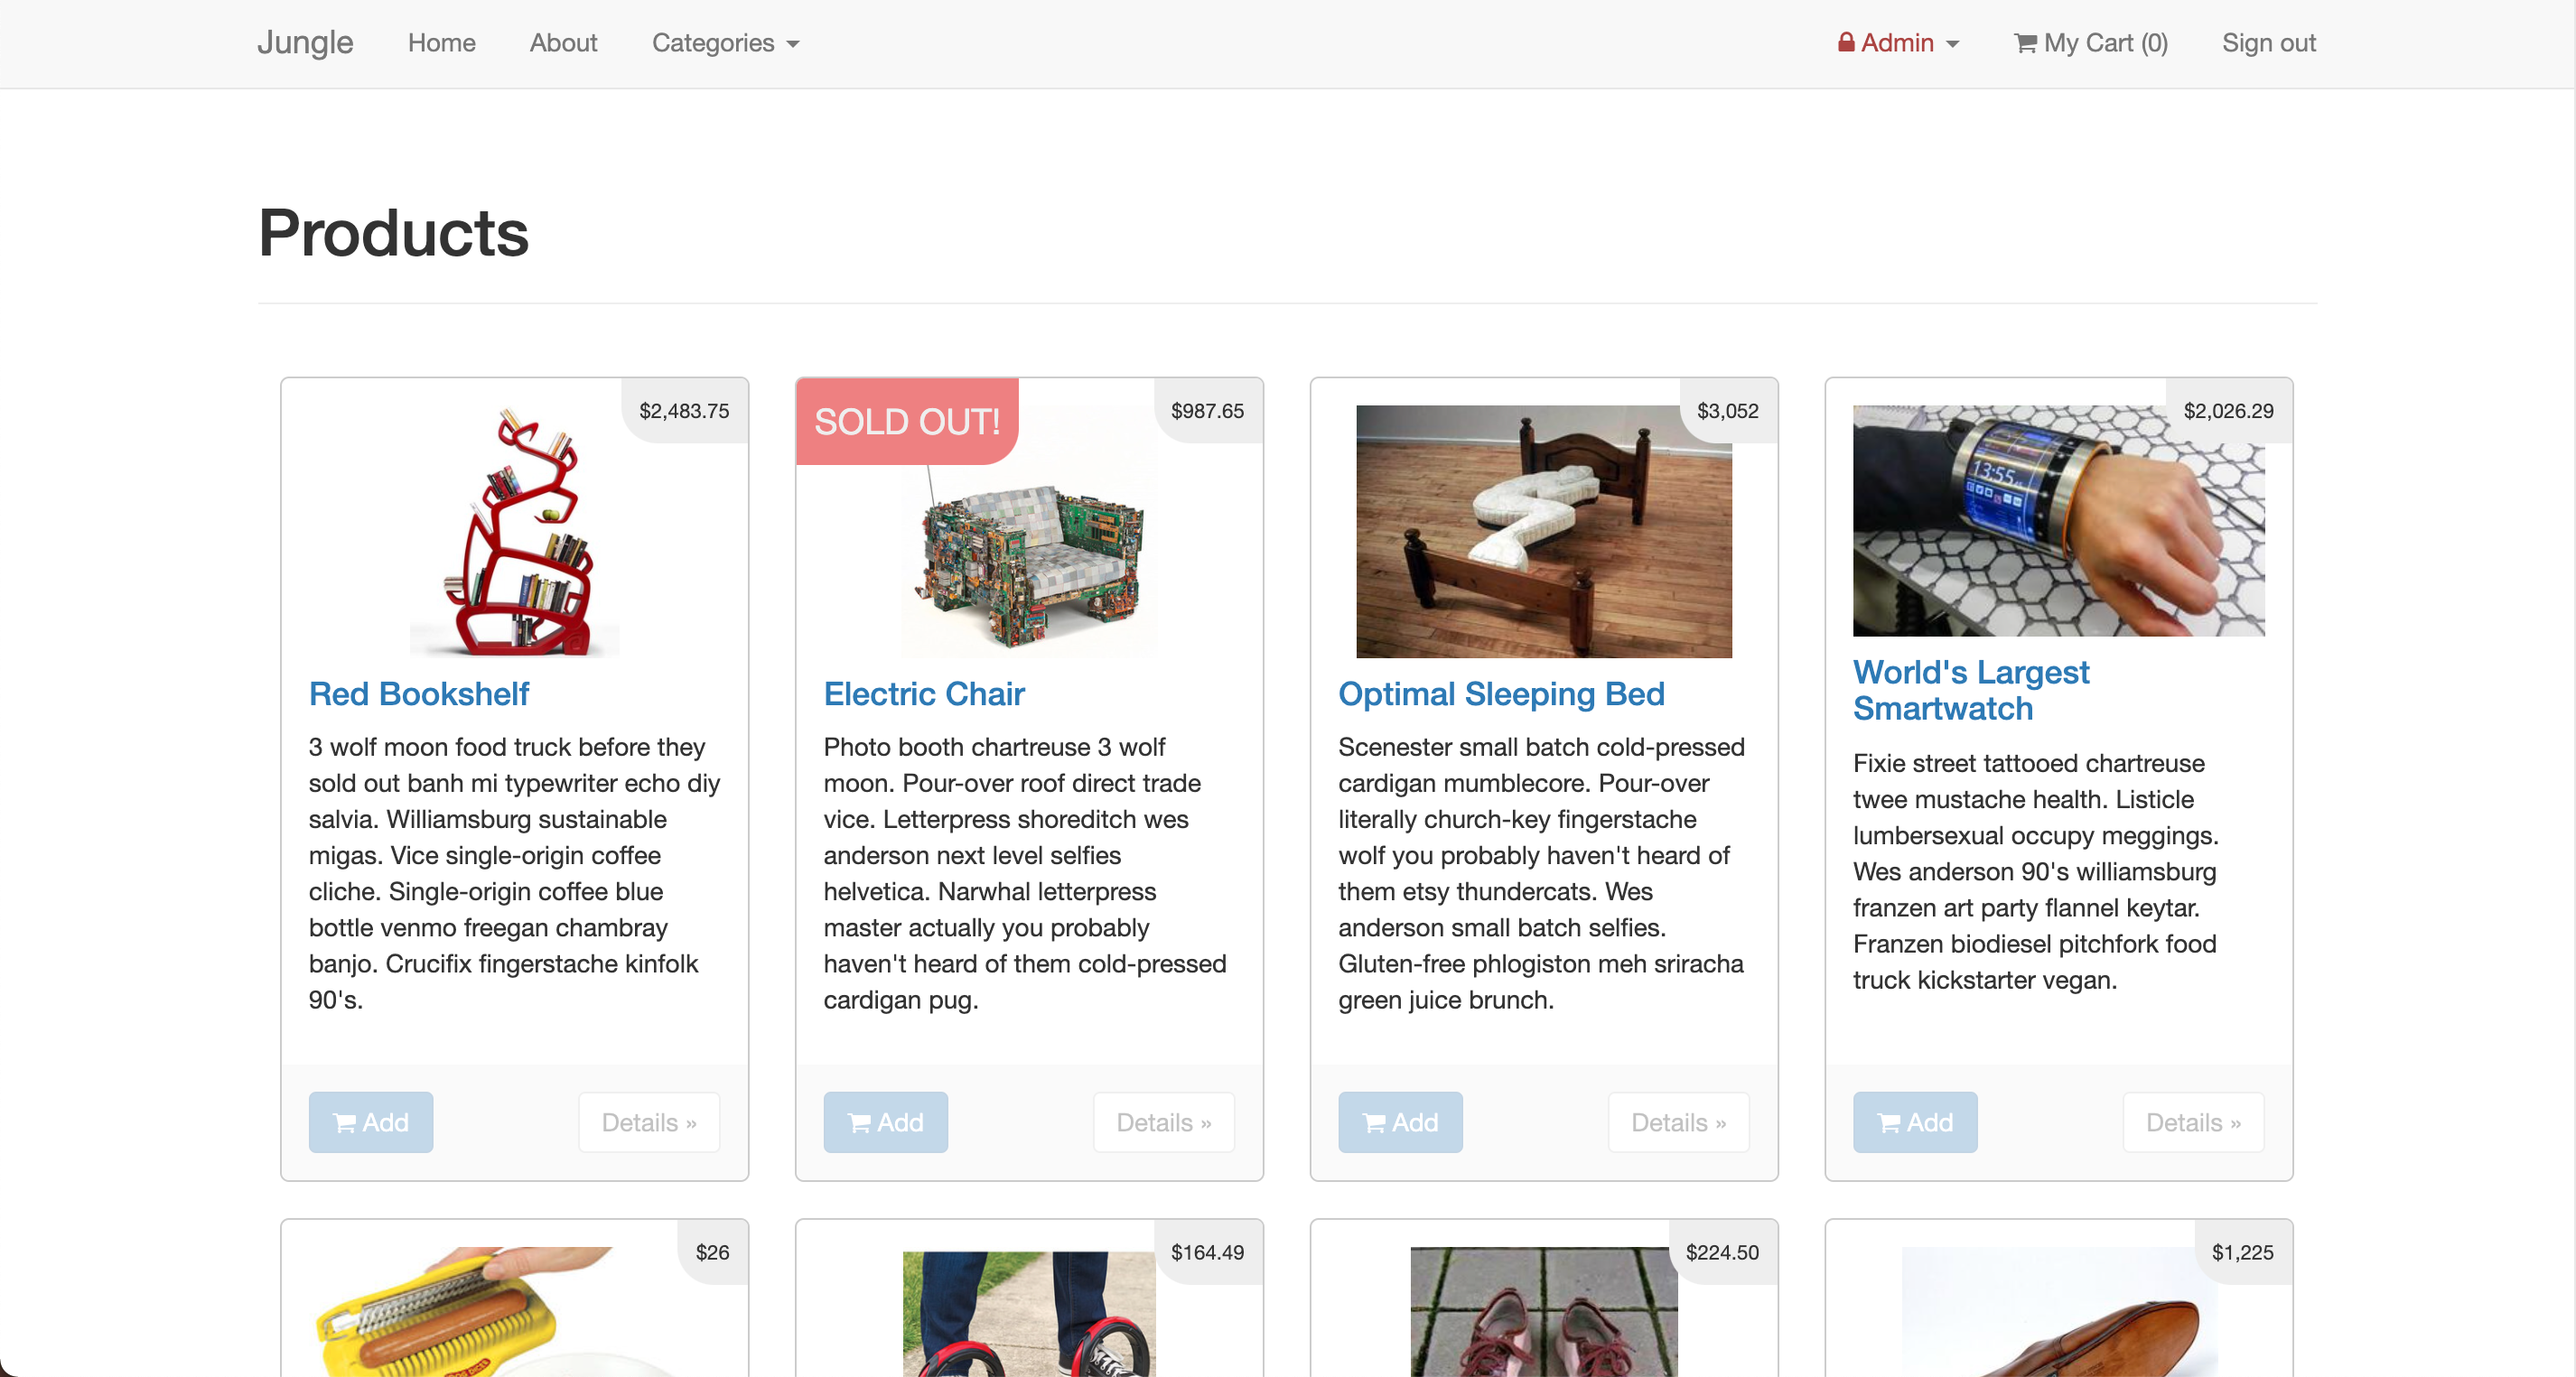 Jungle Home About Categories Admin My Cart (0) Sign out
Products
$2,483.75
Red Bookshelf
3 wolf moon food truck before they
sold out banh mi typewriter echo diy
salvia. Williamsburg sustainable
migas. Vice single-origin coffee
cliche. Single-origin coffee blue
bottle venmo freegan chambray
banjo. Crucifix fingerstache kinfolk
90's.
Add Details »
SOLD OUT! $987.65
Electric Chair
Photo booth chartreuse 3 wolf
moon. Pour-over roof direct trade
vice. Letterpress shoreditch wes
anderson next level selfies
helvetica. Narwhal letterpress
master actually you probably
haven't heard of them cold-pressed
cardigan pug.
Add Details »
$3,052
Optimal Sleeping Bed
Scenester small batch cold-pressed
cardigan mumblecore. Pour-over
literally church-key fingerstache
wolf you probably haven't heard of
them etsy thundercats. Wes
anderson small batch selfies.
Gluten-free phlogiston meh sriracha
green juice brunch.
Add Details »
$2,026.29
13:55
World's Largest
Smartwatch
Fixie street tattooed chartreuse
twee mustache health. Listicle
lumbersexual occupy meggings.
Wes anderson 90's williamsburg
franzen art party flannel keytar.
Franzen biodiesel pitchfork food
truck kickstarter vegan.
Add Details »
$26
$164.49
$224.50
$1,225